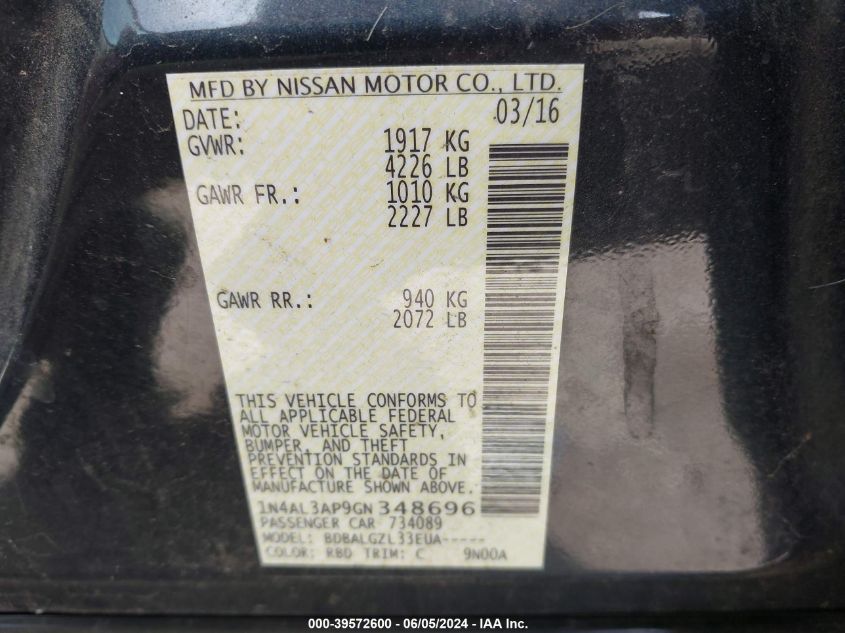 MFD BY NISSAN MOTOR CO., LTD.
DATE: 03/16
GVWR: 1917 KG
4226 LB
GAWR FR.: 1010 KG
2227 LB
GAWR RR.: 940 KG
2072 LB
THIS VEHICLE CONFORMS TO
ALL APPLICABLE FEDERAL
MOTOR VEHICLE SAFETY,
BUMPER, AND THEFT
PREVENTION STANDARDS IN
EFFECT ON THE DATE OF
MANUFACTURE SHOWN ABOVE.
1N4AL3AP9GN348696
PASSENGER CAR 734089
MODEL: BDBALGZL33EUA-----
COLOR: RBD TRIM: C 9N00A
000-39572600 - 06/05/2024 - IAA Inc.